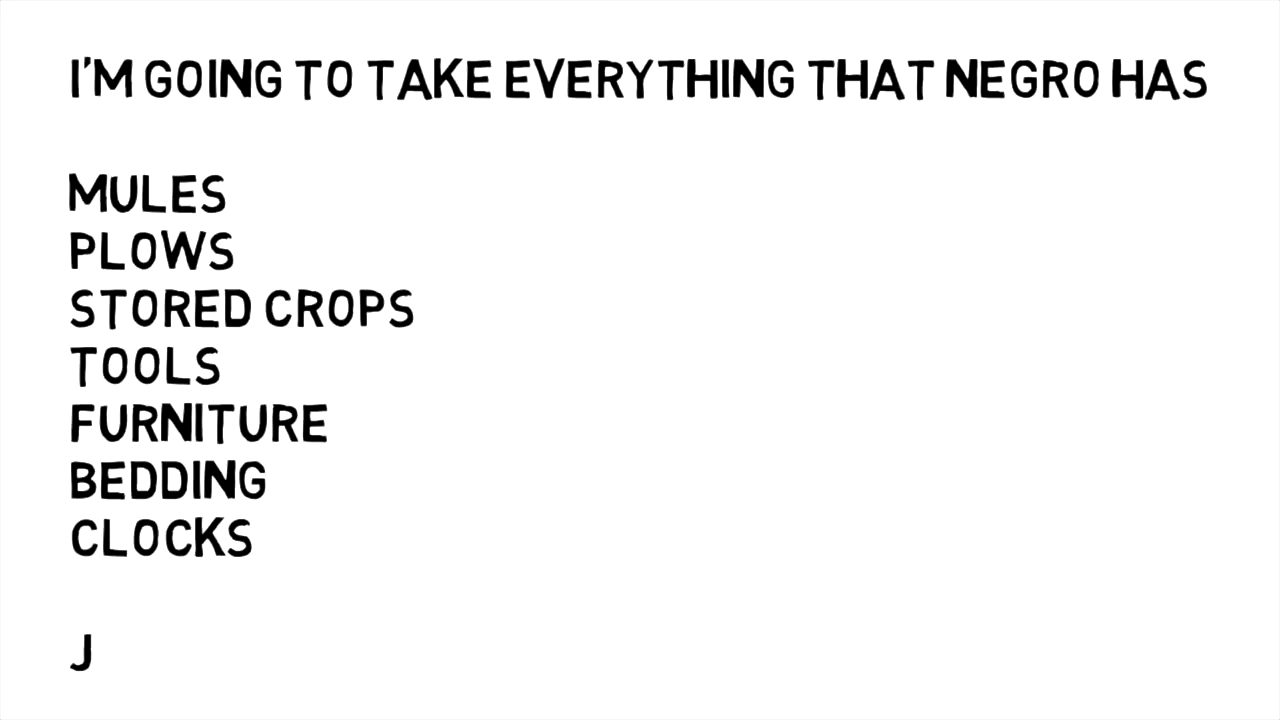 I'M GOING TO TAKE EVERYTHING THAT NEGRO HAS
MULES
PLOWS
STORED CROPS
TOOLS
FURNITURE
BEDDING
CLOCKS
J